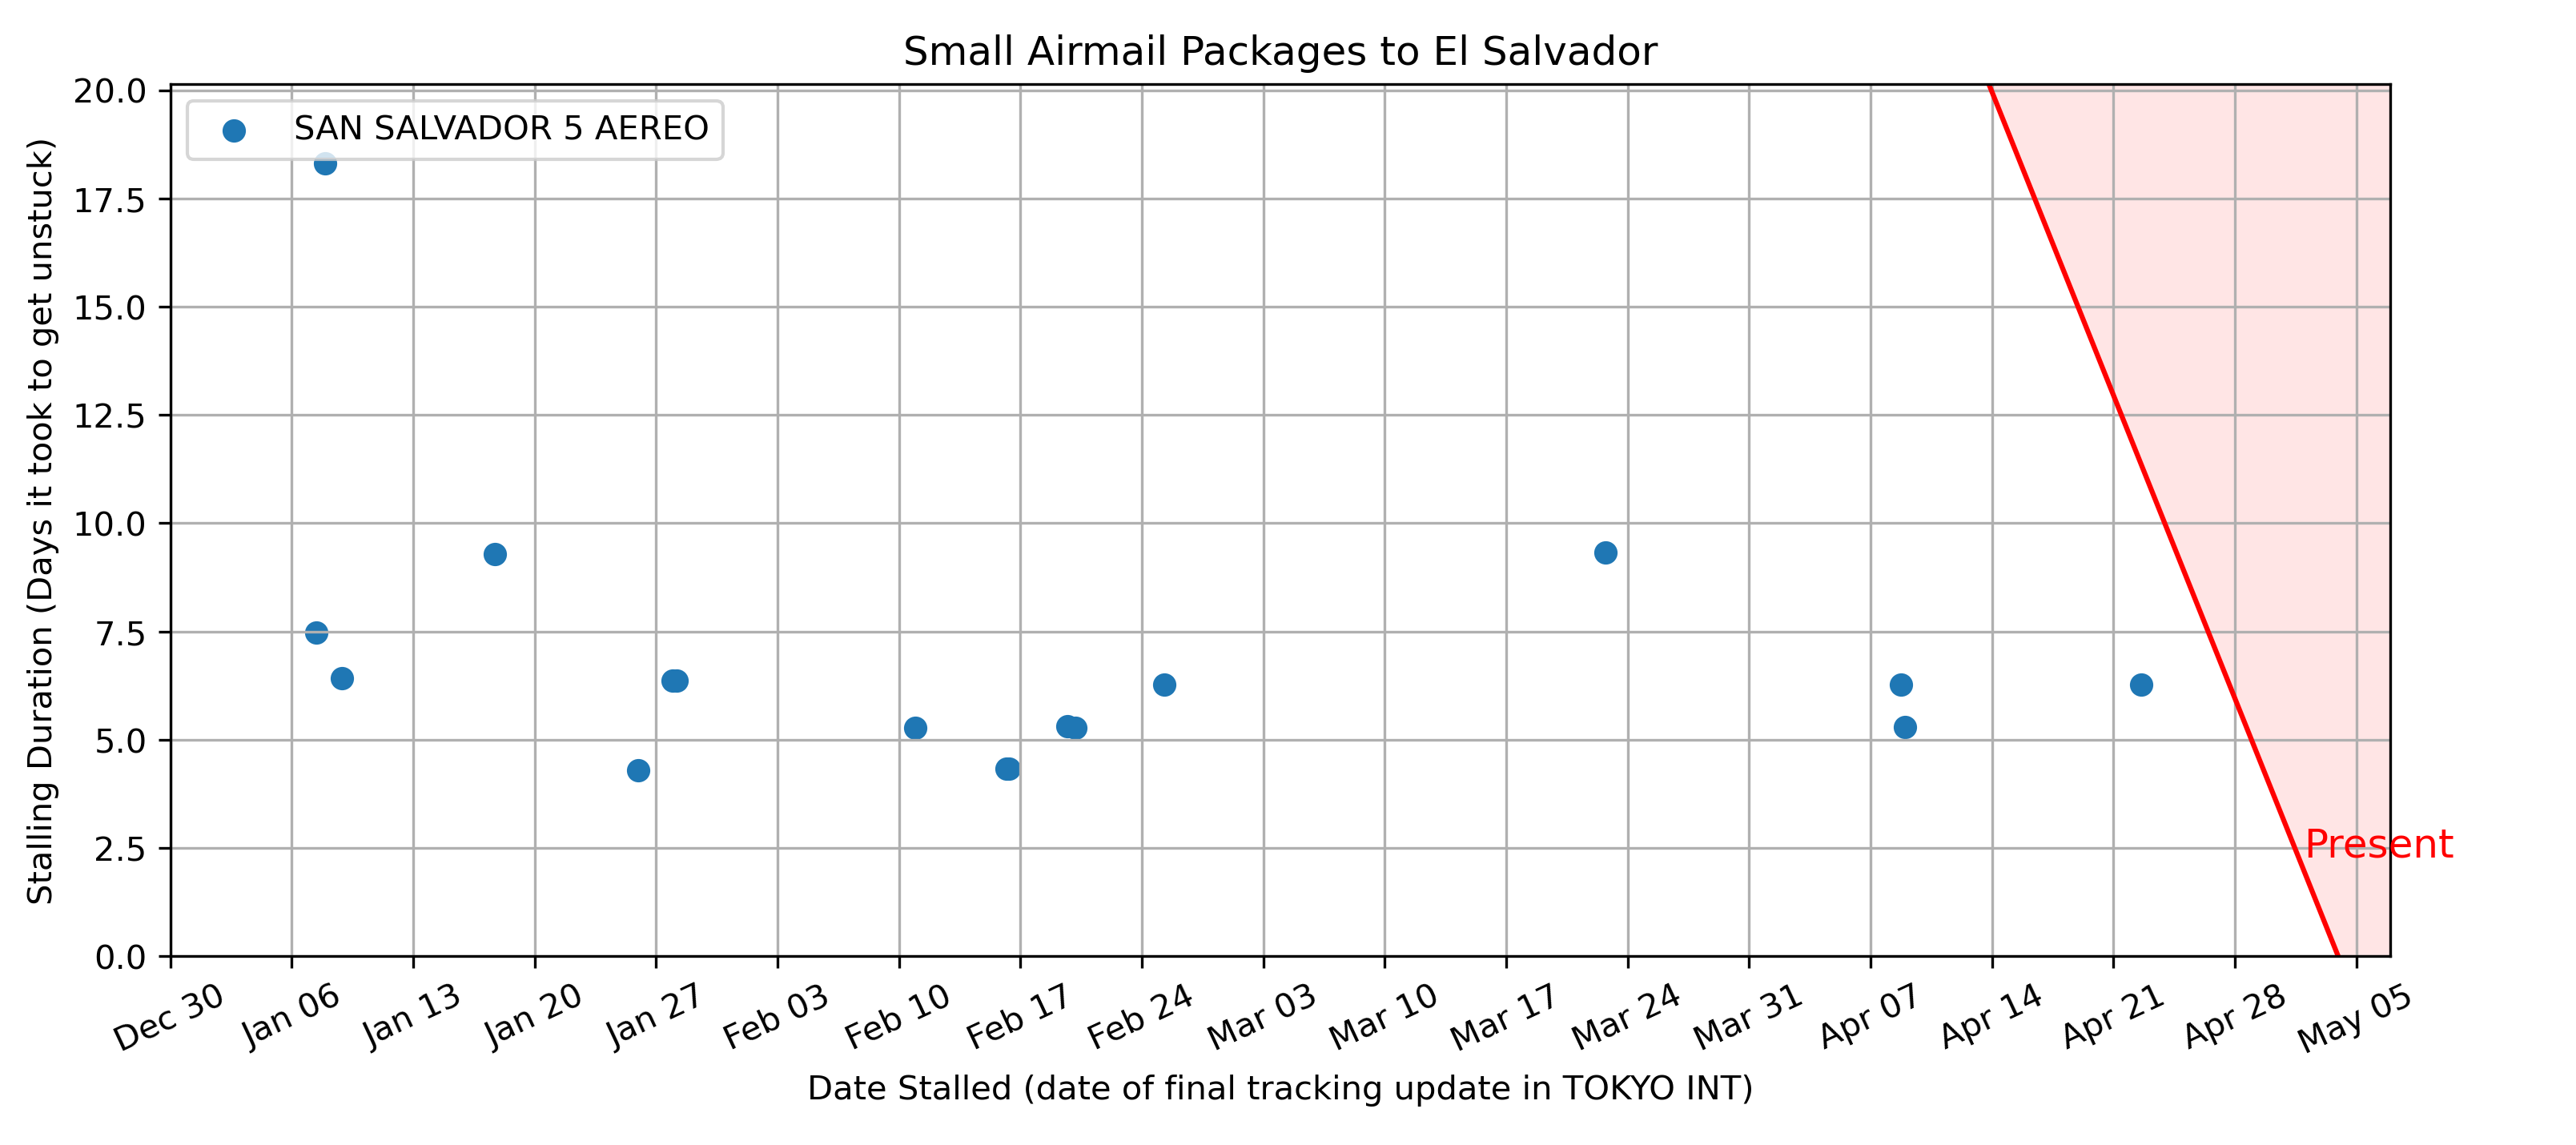 Small Airmail Packages to El Salvador
SAN SALVADOR 5 AEREO
Stalling Duration (Days it took to get unstuck)
20.0
17.5
15.0
12.5
10.0
7.5
5.0
2.5
0.0
Present
Dec 30 Jan 06 Jan 13 Jan 20 Jan 27 Feb 03 Feb 10 Feb 17 Feb 24 Mar 03 Mar 10 Mar 17 Mar 24 Mar 31 Apr 07 Apr 14 Apr 21 Apr 28 May 05
Date Stalled (date of final tracking update in TOKYO INT)